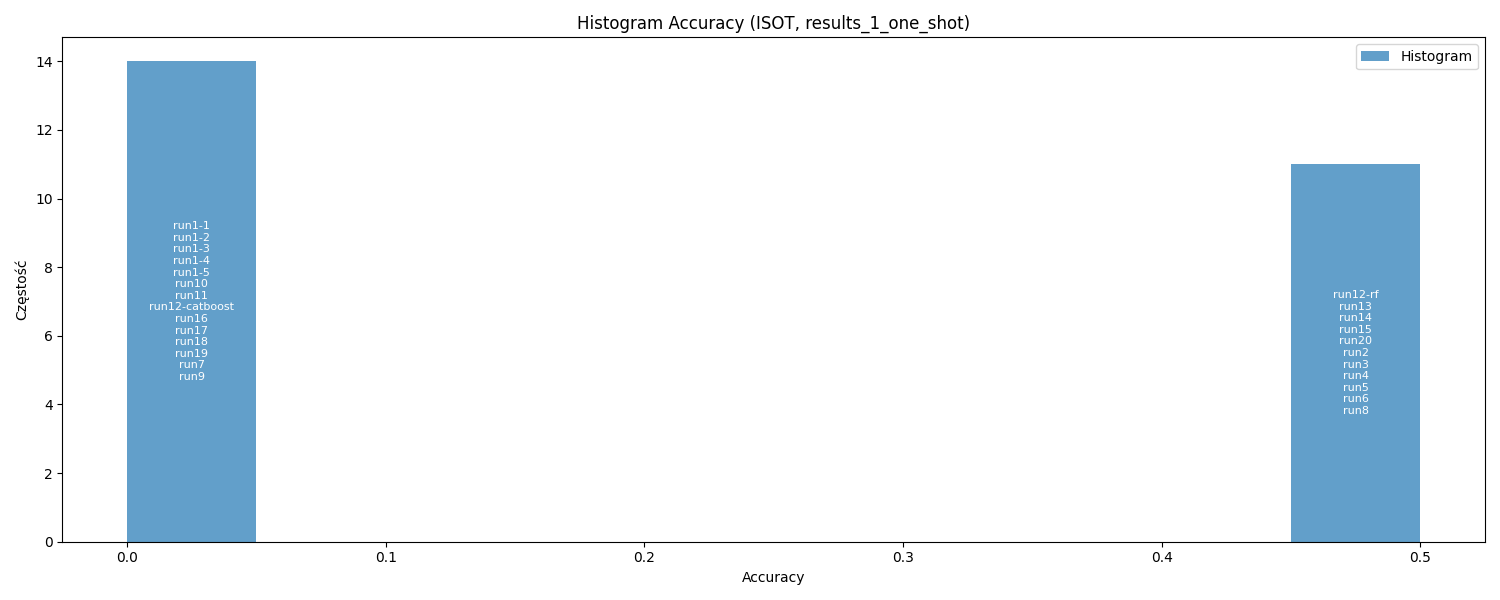 Histogram Accuracy (ISOT, results_1_one_shot)
Histogram
Częstość
14
12
10
8
6
4
2
0
run1-1
run1-2
run1-3
run1-4
run1-5
run10
run11
run12-catboost
run16
run17
run18
run19
run7
run9
run12-rf
run13
run14
run15
run20
run2
run3
run4
run5
run6
run8
0.0 0.1 0.2 0.3 0.4 0.5
Accuracy